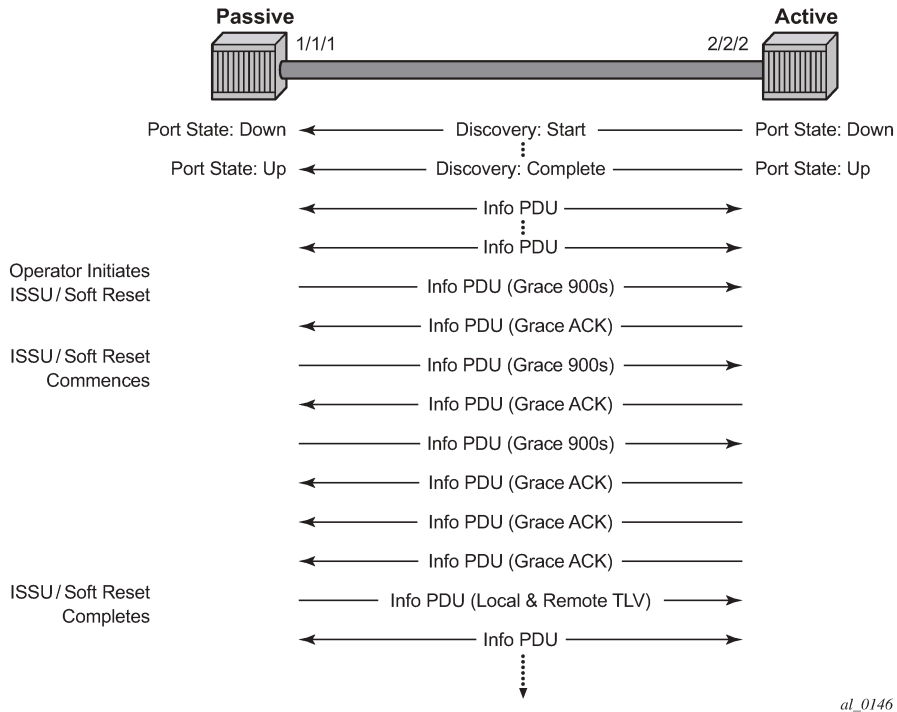 Passive
Active
1/1/1
2/2/2
Port State: Down
Discovery: Start
Port State: Down
Port State: Up
Discovery: Complete
Port State: Up
Info PDU
Info PDU
Operator Initiates
ISSU/Soft Reset
Info PDU (Grace 900s)
Info PDU (Grace ACK)
ISSU/Soft Reset
Commences
Info PDU (Grace 900s)
Info PDU (Grace ACK)
Info PDU (Grace 900s)
Info PDU (Grace ACK)
Info PDU (Grace ACK)
Info PDU (Grace ACK)
ISSU/Soft Reset
Completes
Info PDU (Local & Remote TLV)
Info PDU
al_0146